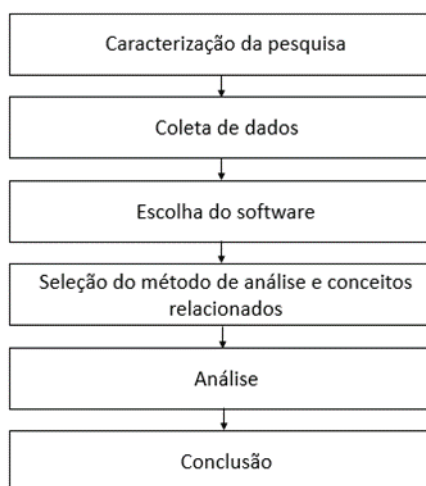 Caracterização da pesquisa
Coleta de dados
Escolha do software
Seleção do método de análise e conceitos
relacionados
Análise
Conclusão